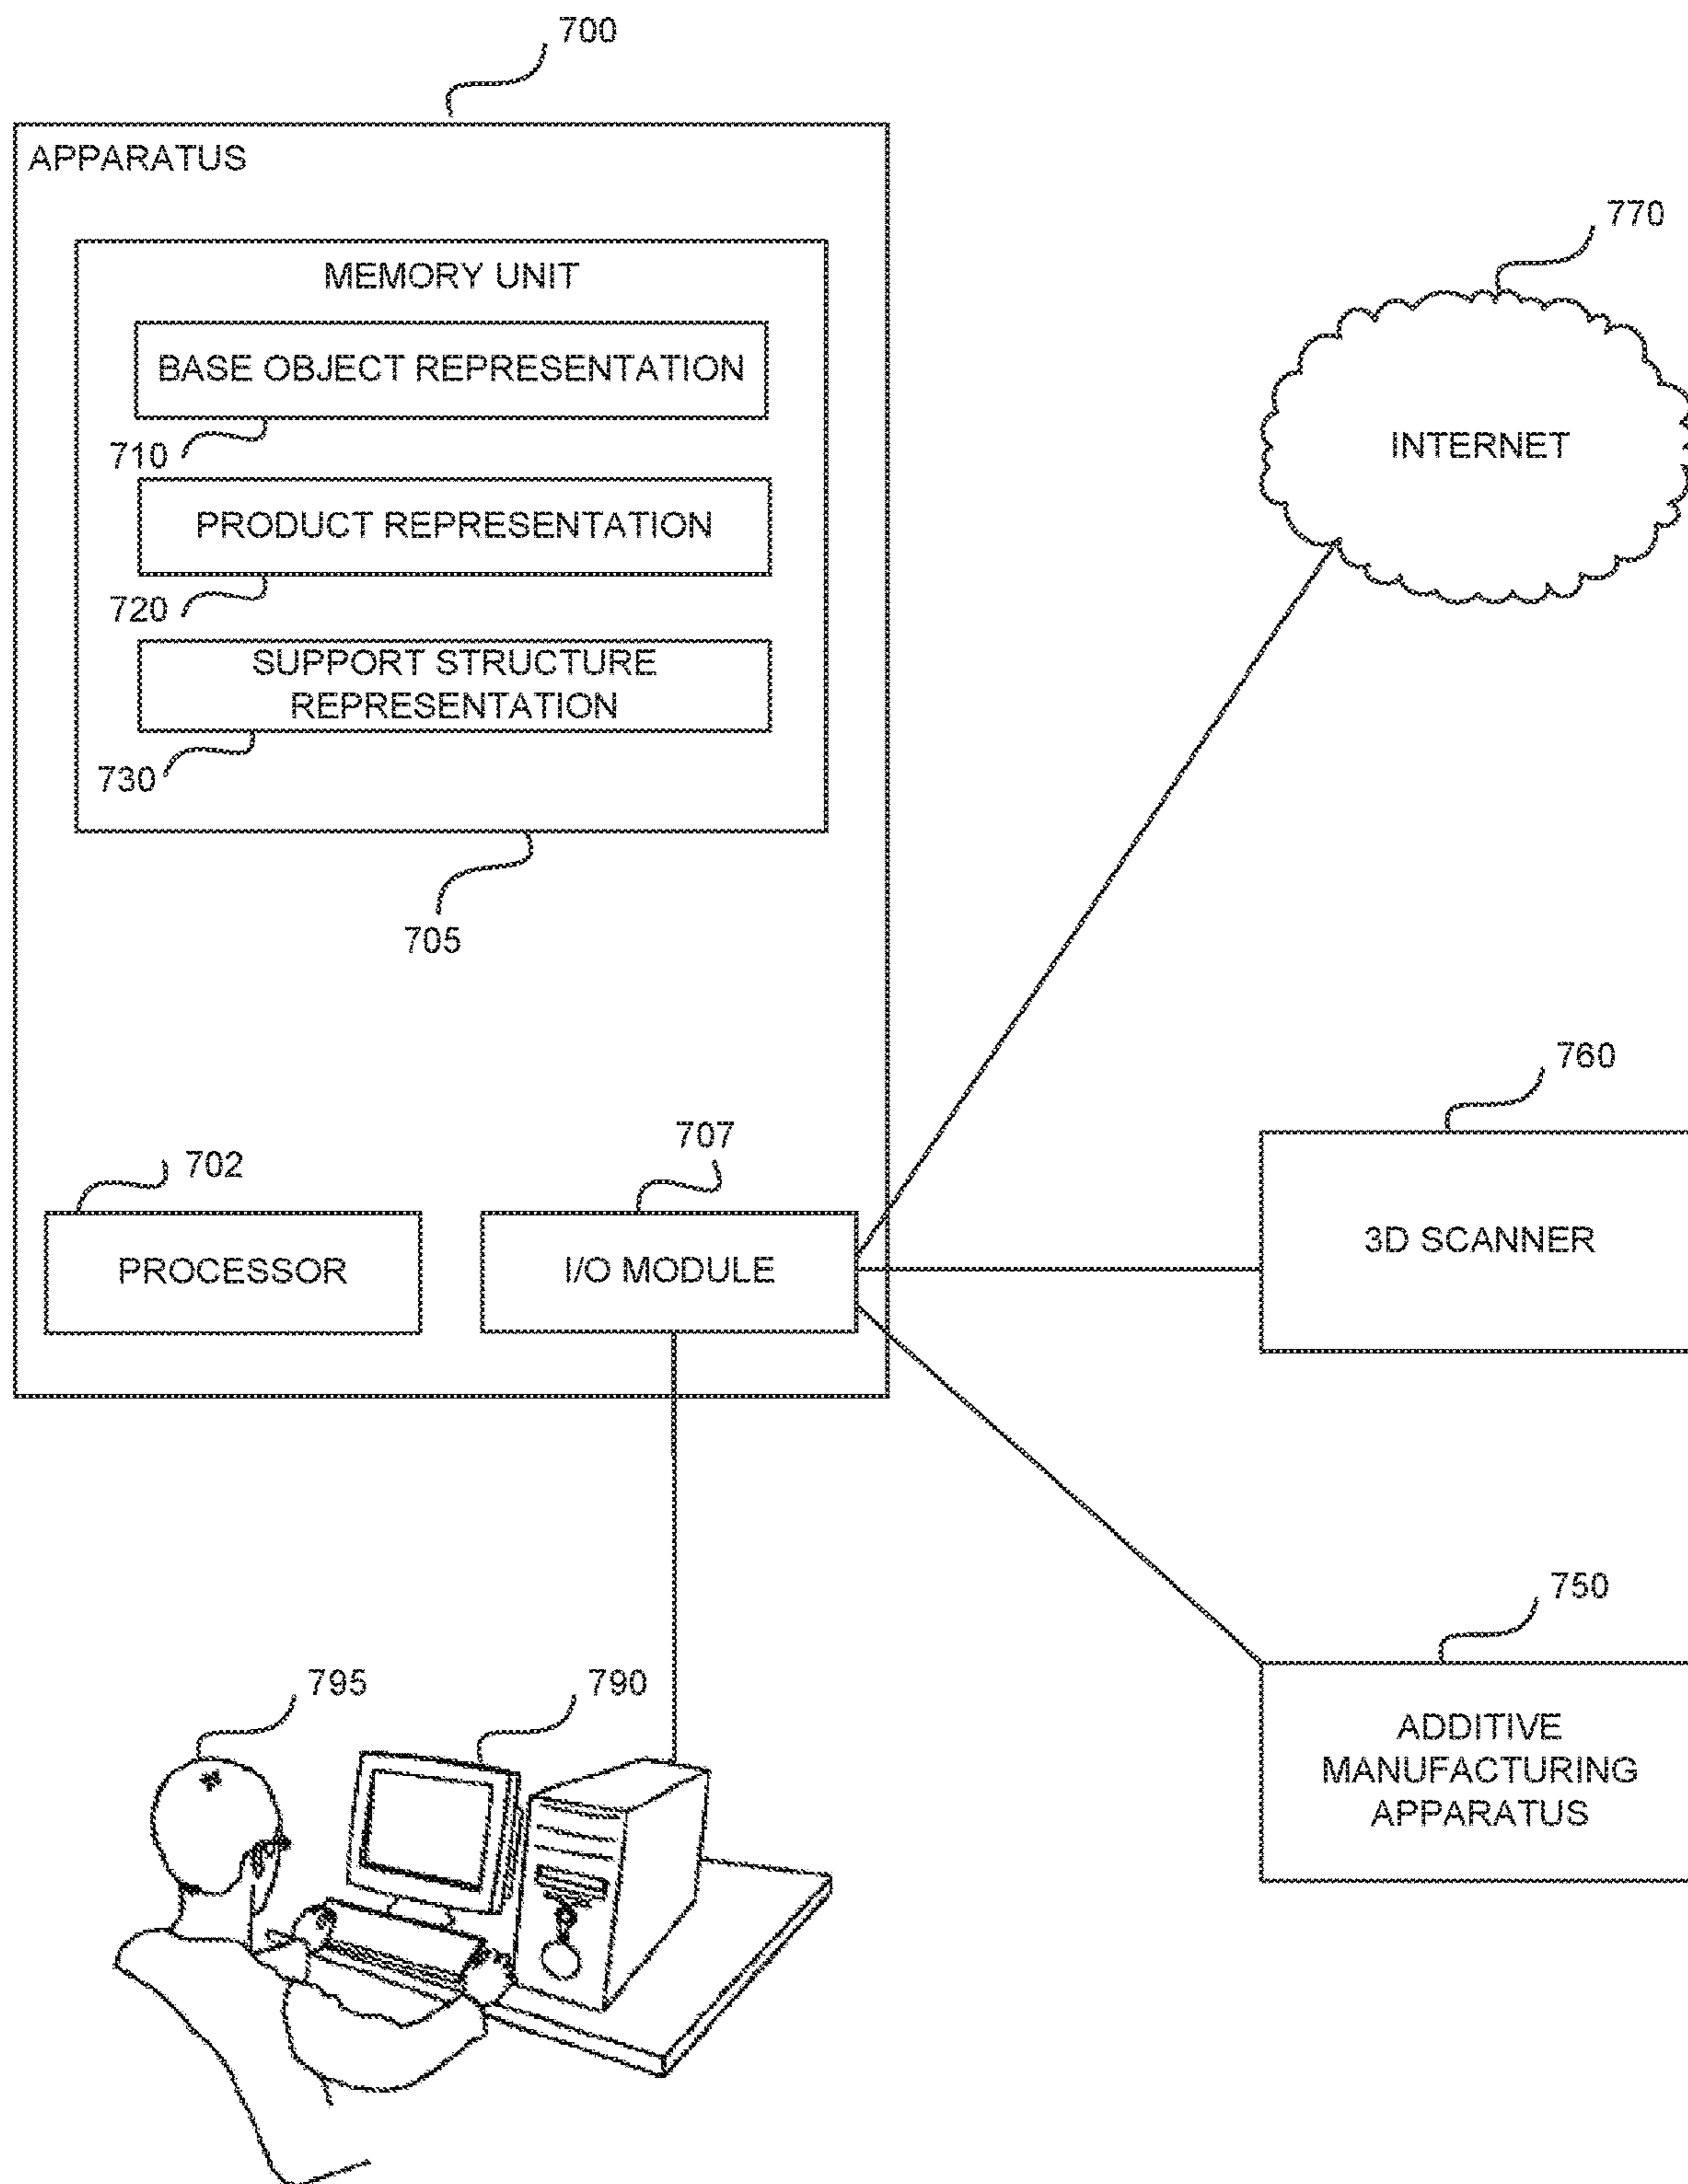 700
APPARATUS
770
MEMORY UNIT
BASE OBJECT REPRESENTATION
710
INTERNET
PRODUCT REPRESENTATION
720
SUPPORT STRUCTURE
REPRESENTATION
730
705
760
707
702
3D SCANNER
PROCESSOR
I/O MODULE
750
795
790
ADDITIVE
MANUFACTURING
APPARATUS